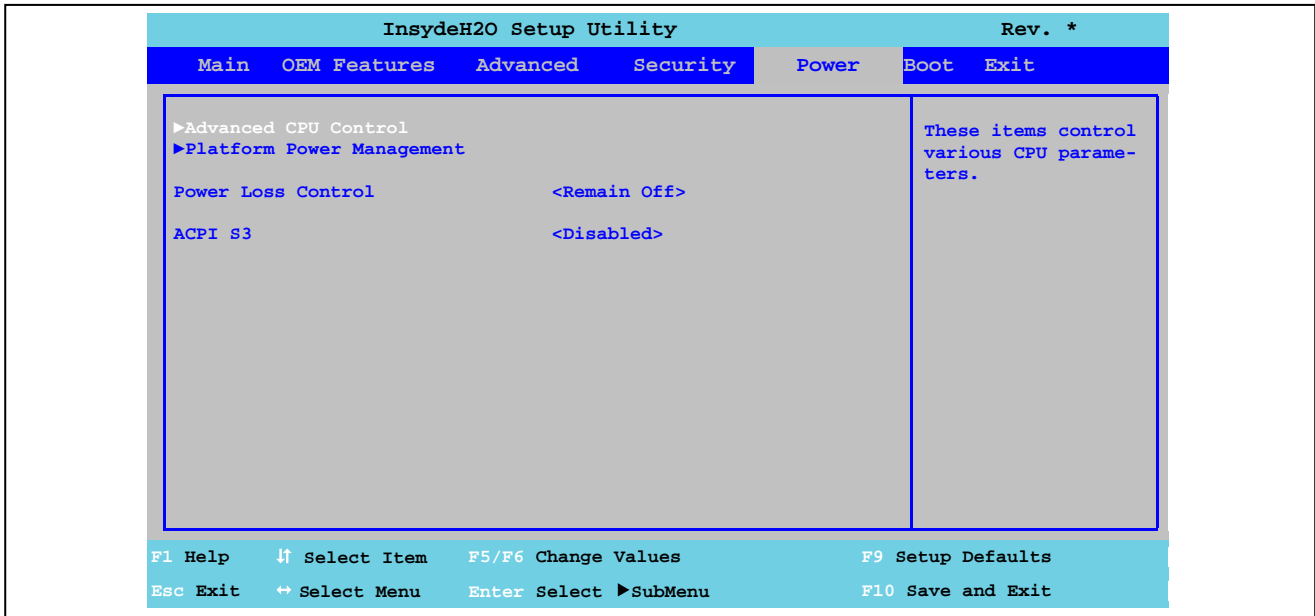 InsydeH2O Setup Utility Rev. *
Main OEM Features Advanced Security Power Boot Exit
►Advanced CPU Control
►Platform Power Management
Power Loss Control <Remain Off>
ACPI S3 <Disabled>
These items control
various CPU parame-
ters.
F1 Help ↓↑ Select Item F5/F6 Change Values F9 Setup Defaults
Esc Exit ↔ Select Menu Enter Select ►SubMenu F10 Save and Exit